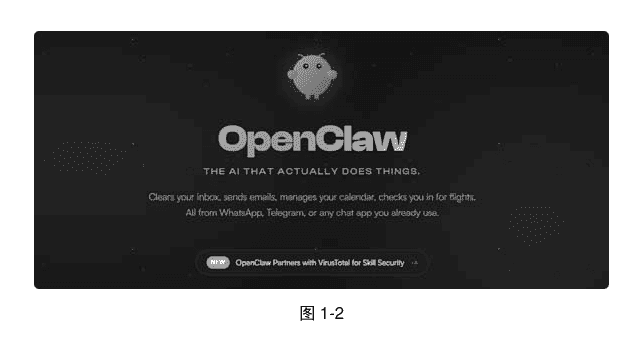 OpenClaw
THE AI THAT ACTUALLY DOES THINGS.
Clears your inbox, sends emails, manages your calendar, checks you in for flights.
All from WhatsApp, Telegram, or any chat app you already use.
NEW OpenClaw Partners with VirusTotal for Skill Security →
图 1-2